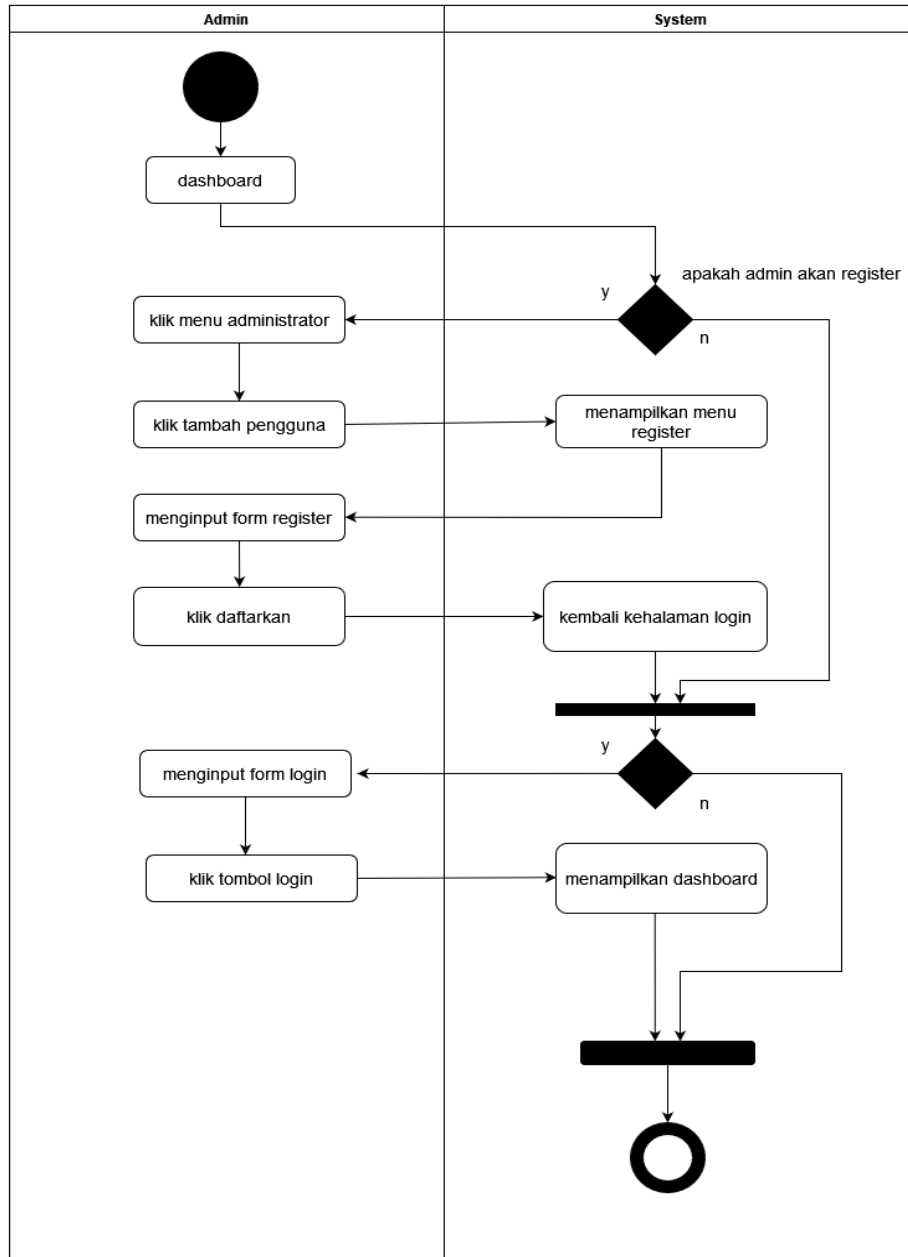 Admin
System
dashboard
apakah admin akan register
y
klik menu administrator
n
klik tambah pengguna
menampilkan menu
register
menginput form register
klik daftarkan
kembali kehalaman login
y
menginput form login
n
klik tombol login
menampilkan dashboard